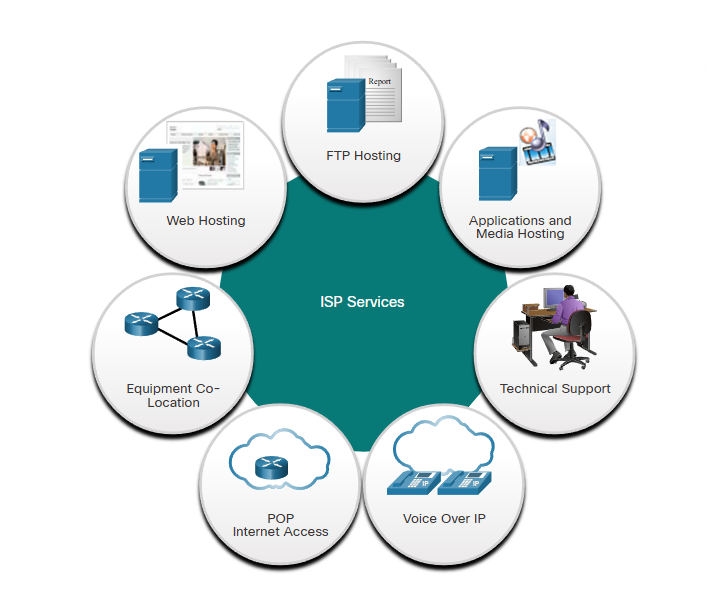 Report
FTP Hosting
Web Hosting
Applications and
Media Hosting
ISP Services
Equipment Co-
Location
Technical Support
POP
Internet Access
IP
IP
Voice Over IP